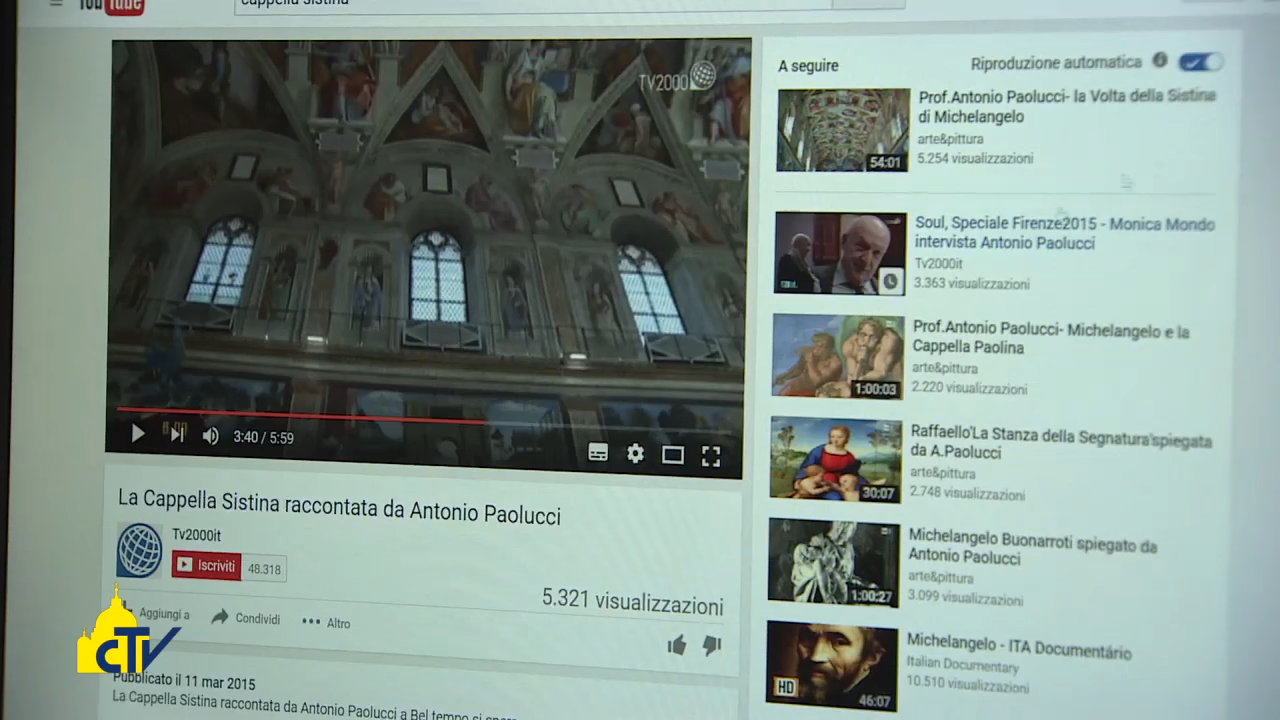 YouTube
cappella sistina
TV2000
3:40 / 5:59
La Cappella Sistina raccontata da Antonio Paolucci
Tv2000it
Iscriviti 48.318
5.321 visualizzazioni
Aggiungi a Condividi Altro
Pubblicato il 11 mar 2015
La Cappella Sistina raccontata da Antonio Paolucci a Bel tempo si
CTV
A seguire
Riproduzione automatica
Prof.Antonio Paolucci- la Volta della Sistina
di Michelangelo
arte&pittura
5.254 visualizzazioni
54:01
Soul, Speciale Firenze2015 - Monica Mondo
intervista Antonio Paolucci
Tv2000it
3.363 visualizzazioni
Prof.Antonio Paolucci- Michelangelo e la
Cappella Paolina
arte&pittura
2.220 visualizzazioni
1:00:03
Raffaello'La Stanza della Segnatura'spiegata
da A.Paolucci
arte&pittura
2.748 visualizzazioni
30:07
Michelangelo Buonarroti spiegato da
Antonio Paolucci
arte&pittura
3.099 visualizzazioni
1:00:27
Michelangelo - ITA Documentário
Italian Documentary
10.510 visualizzazioni
HD
46:07